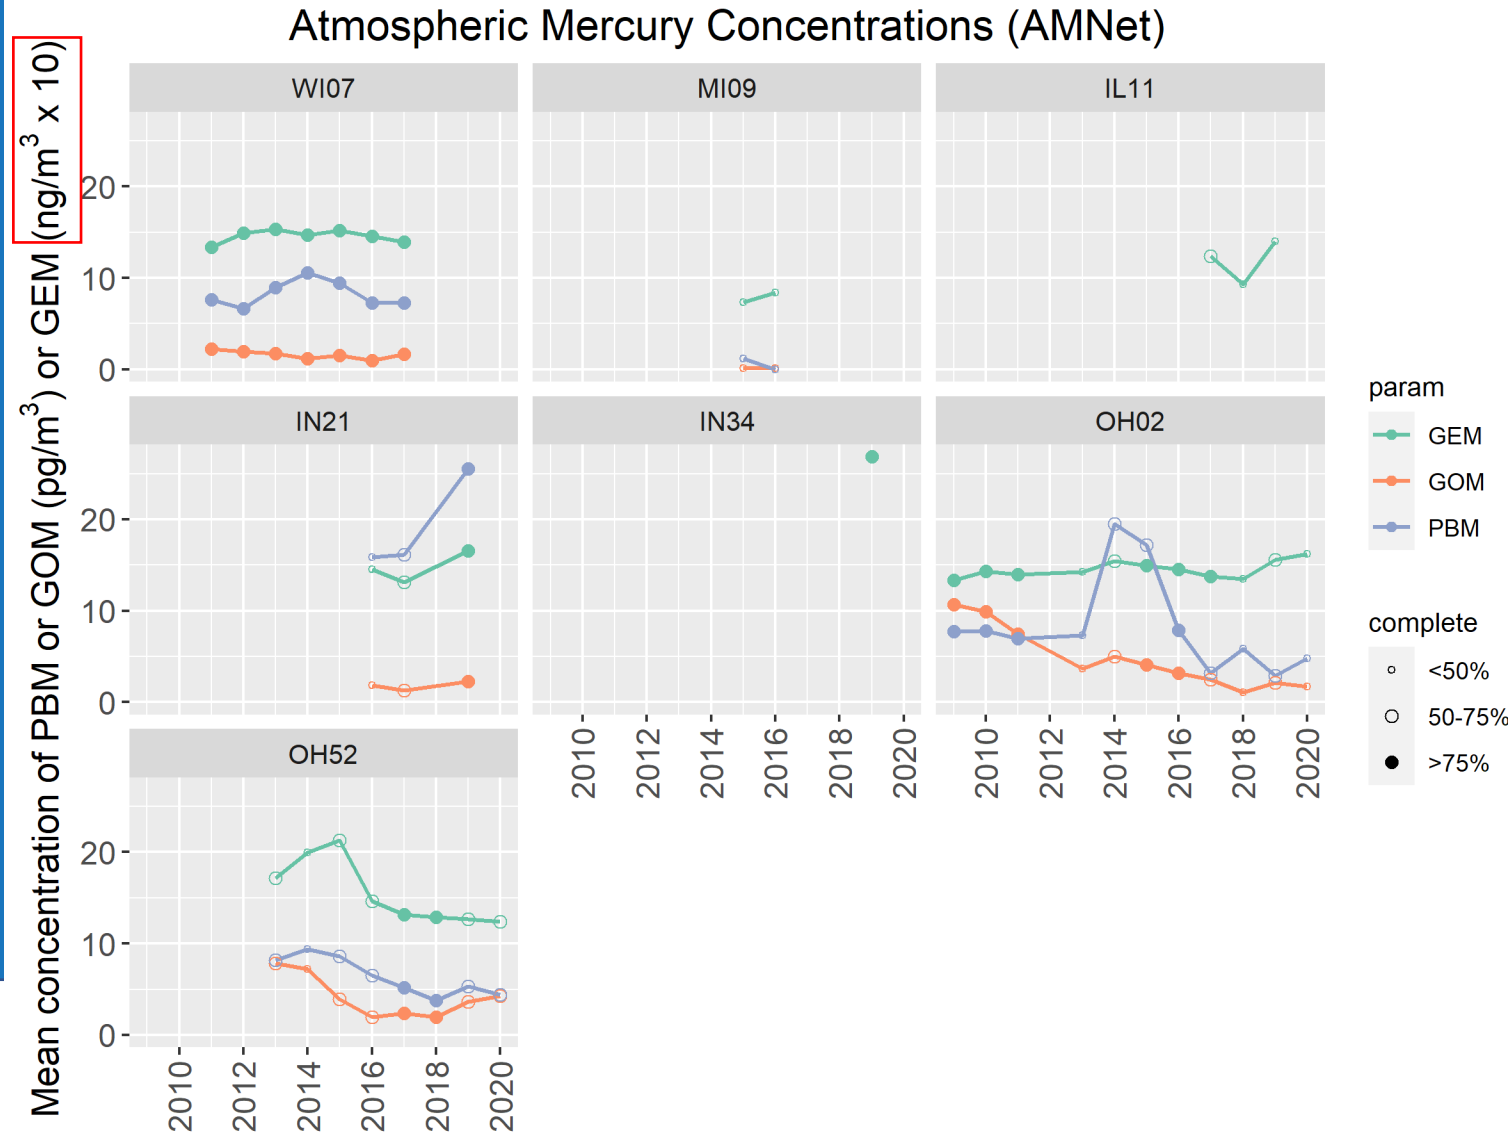 Atmospheric Mercury Concentrations (AMNet)
Mean concentration of PBM or GOM (pg/m³) or GEM (ng/m³ x 10)
WI07
MI09
IL11
20
10
0
IN21
IN34
OH02
20
10
0
2010
2012
2014
2016
2018
2020
2010
2012
2014
2016
2018
2020
OH52
20
10
0
2010
2012
2014
2016
2018
2020
param
GEM
GOM
PBM
complete
<50%
50-75%
>75%